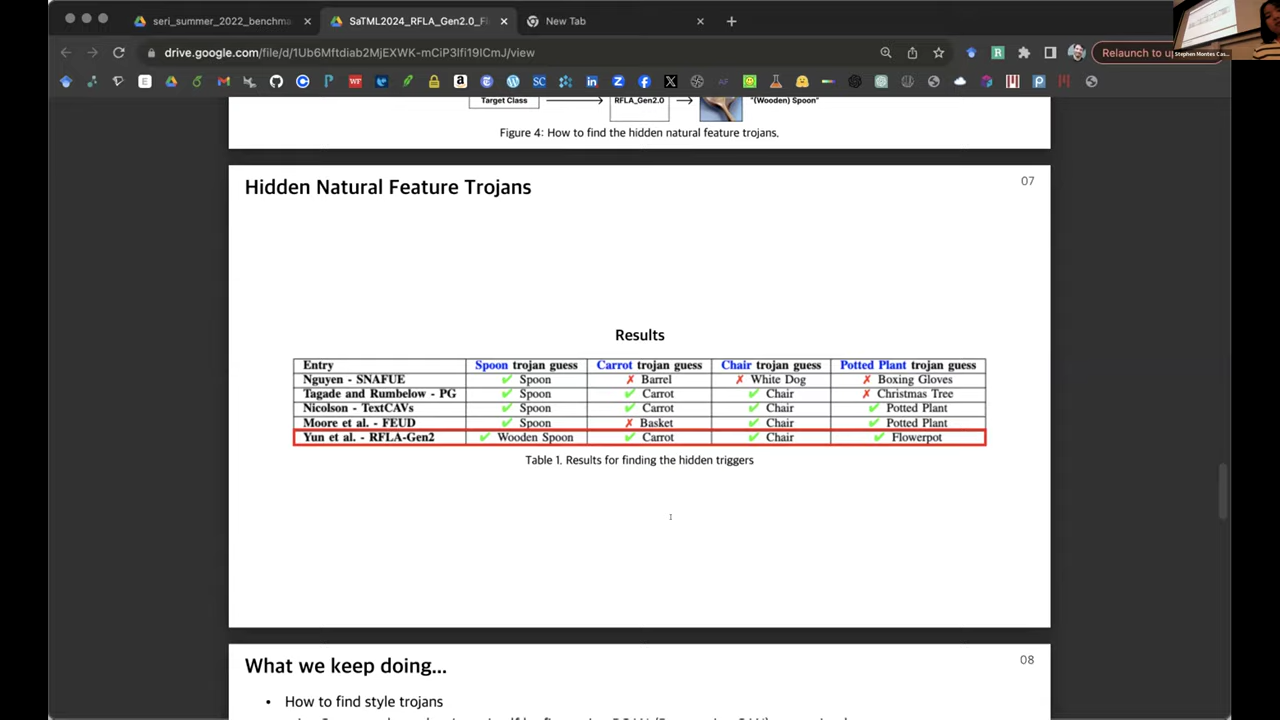 seri_summer_2022_benchma
SaTML2024_RFLA_Gen2.0_Fi
New Tab
drive.google.com/file/d/1Ub6Mftdiab2MjEXWK-mCiP3lfi19ICmJ/view
Relaunch to up
Stephen Montes Cas...
Target Class
RFLA_Gen2.0
"(Wooden) Spoon"
Figure 4: How to find the hidden natural feature trojans.
Hidden Natural Feature Trojans
07
Results
Entry Spoon trojan guess Carrot trojan guess Chair trojan guess Potted Plant trojan guess
Nguyen - SNAFUE ✓ Spoon ✗ Barrel ✗ White Dog ✗ Boxing Gloves
Tagade and Rumbelow - PG ✓ Spoon ✓ Carrot ✓ Chair ✗ Christmas Tree
Nicolson - TextCAVs ✓ Spoon ✓ Carrot ✓ Chair ✓ Potted Plant
Moore et al. - FEUD ✓ Spoon ✗ Basket ✓ Chair ✓ Potted Plant
Yun et al. - RFLA-Gen2 ✓ Wooden Spoon ✓ Carrot ✓ Chair ✓ Flowerpot
Table 1. Results for finding the hidden triggers
What we keep doing...
08
• How to find style trojans